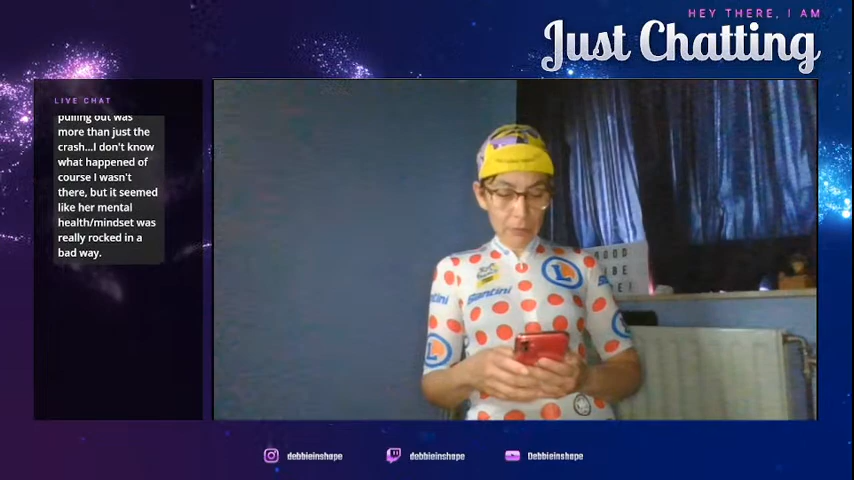 HEY THERE, I AM
Just Chatting
LIVE CHAT
pulling out was
more than just the
crash...I don't know
what happened of
course I wasn't
there, but it seemed
like her mental
health/mindset was
really rocked in a
bad way.
Santini
L
debbieinshape
debbieinshape
Debbieinshape